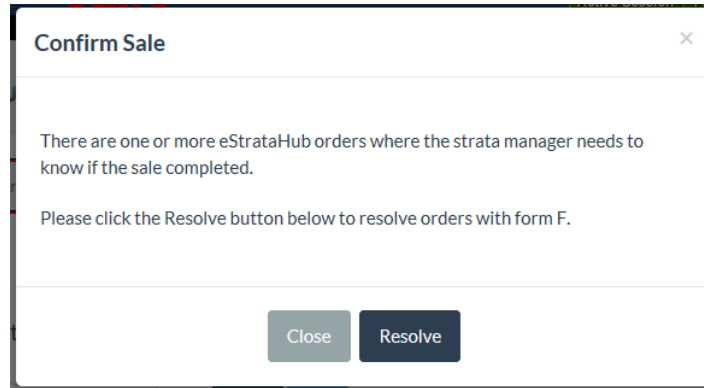 Confirm Sale
×
There are one or more eStrataHub orders where the strata manager needs to
know if the sale completed.
Please click the Resolve button below to resolve orders with form F.
Close
Resolve